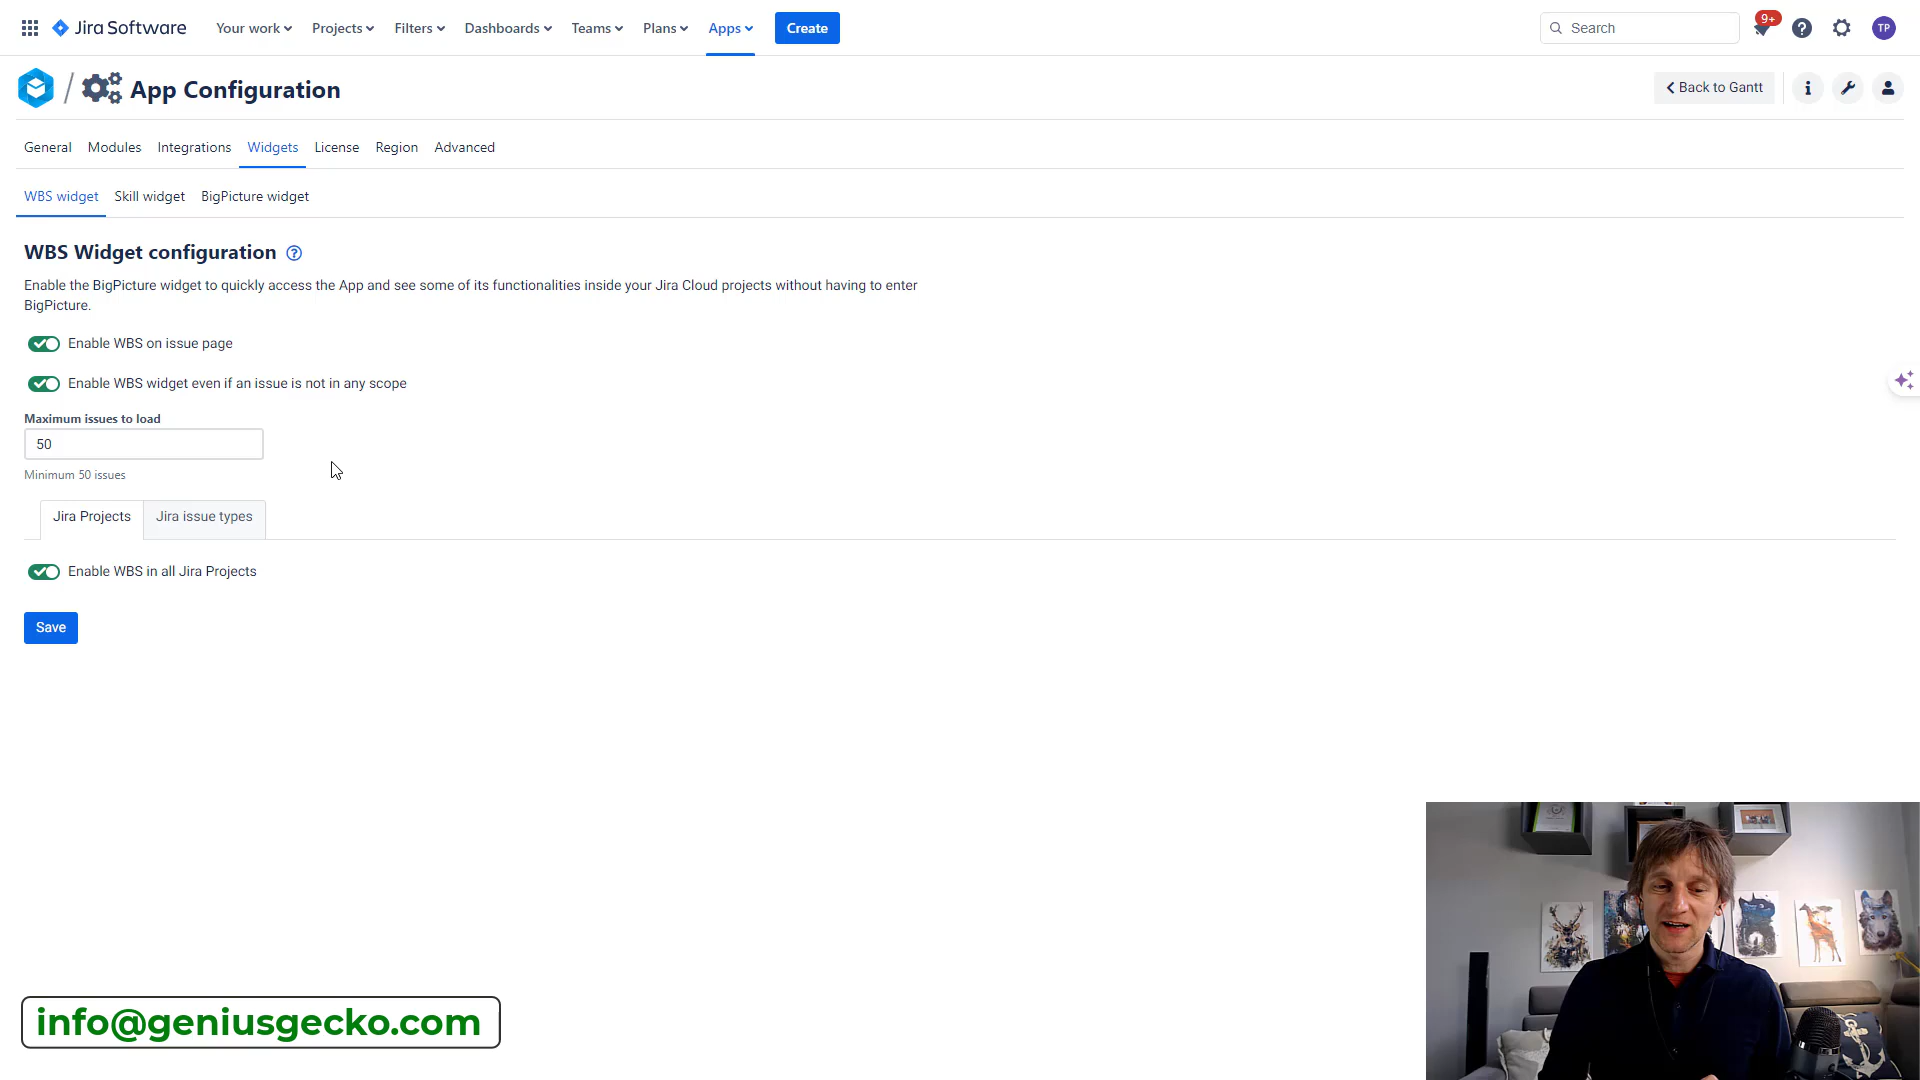 Jira Software Your work Projects Filters Dashboards Teams Plans Apps Create Search 9+ TP
/ App Configuration Back to Gantt
General Modules Integrations Widgets License Region Advanced
WBS widget Skill widget BigPicture widget
WBS Widget configuration
Enable the BigPicture widget to quickly access the App and see some of its functionalities inside your Jira Cloud projects without having to enter
BigPicture.
Enable WBS on issue page
Enable WBS widget even if an issue is not in any scope
Maximum issues to load
50
Minimum 50 issues
Jira Projects Jira issue types
Enable WBS in all Jira Projects
Save
info@geniusgecko.com